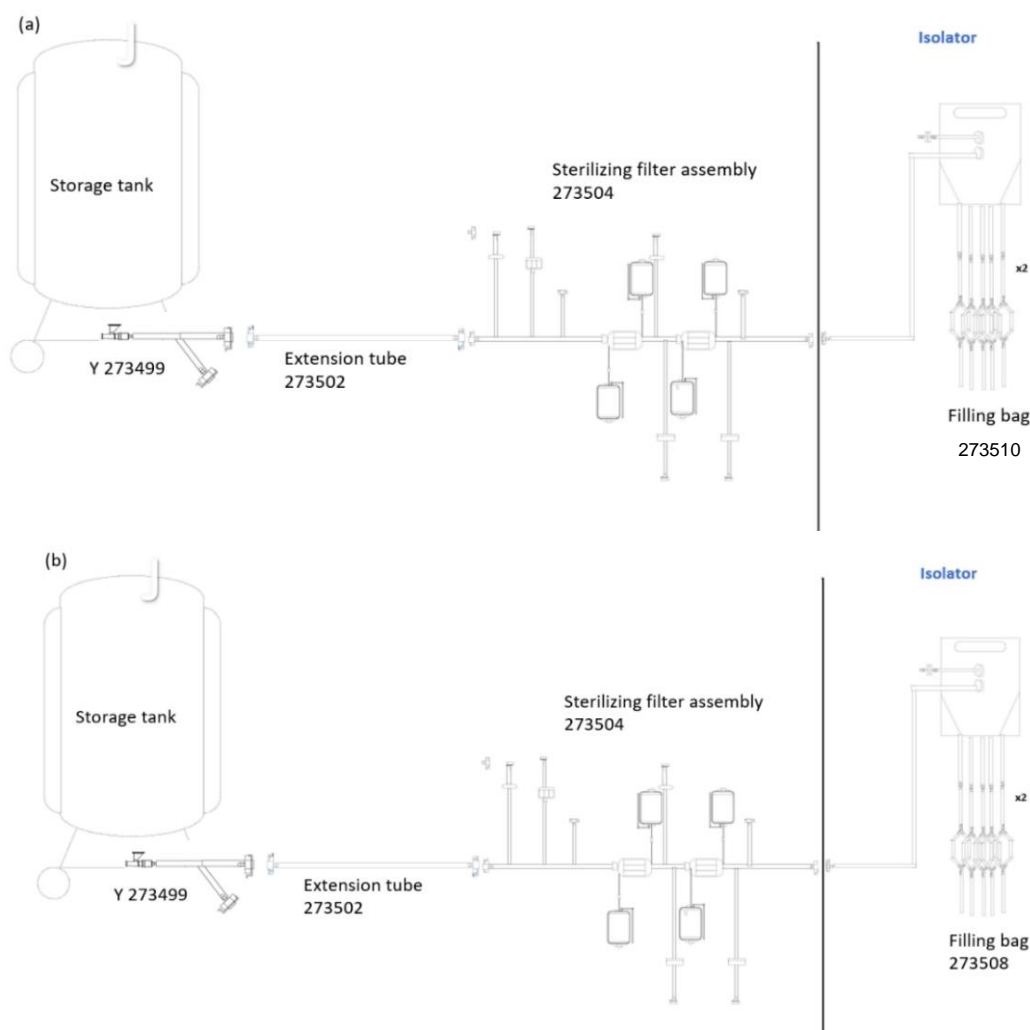 (a)
Isolator
Storage tank
Sterilizing filter assembly
273504
x2
Y 273499
Extension tube
273502
Filling bag
273510
(b)
Isolator
Storage tank
Sterilizing filter assembly
273504
x2
Y 273499
Extension tube
273502
Filling bag
273508